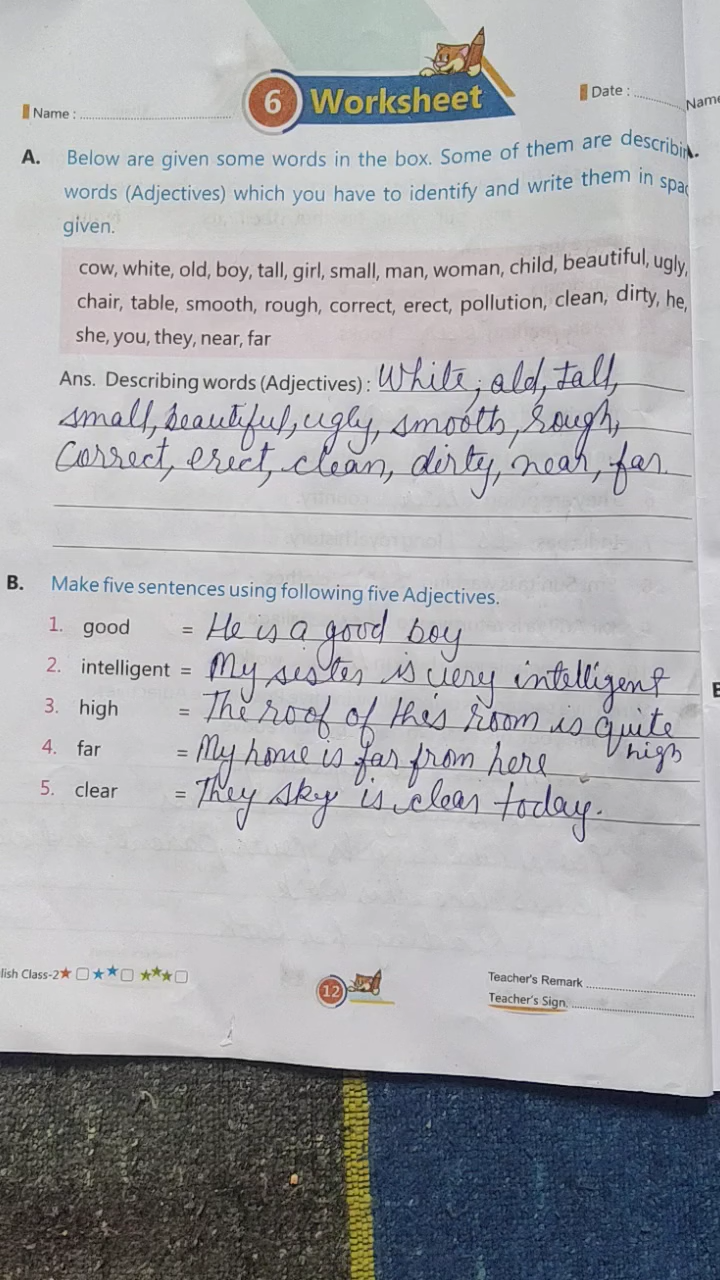 6 Worksheet
Name :
Date :
Name
A. Below are given some words in the box. Some of them are describin
words (Adjectives) which you have to identify and write them in spac
given.
cow, white, old, boy, tall, girl, small, man, woman, child, beautiful, ugly,
chair, table, smooth, rough, correct, erect, pollution, clean, dirty, he,
she, you, they, near, far
Ans. Describing words (Adjectives) : White, old, tall,
small, beautiful, ugly, smooth, rough,
Correct, erect, clean, dirty, near, far
B. Make five sentences using following five Adjectives.
1. good = He is a good boy
2. intelligent = My sister is very intelligent
3. high = The roof of this room is quite
high
4. far = My home is far from here
5. clear = They sky is clear today.
lish Class-2
12
Teacher's Remark
Teacher's Sign.